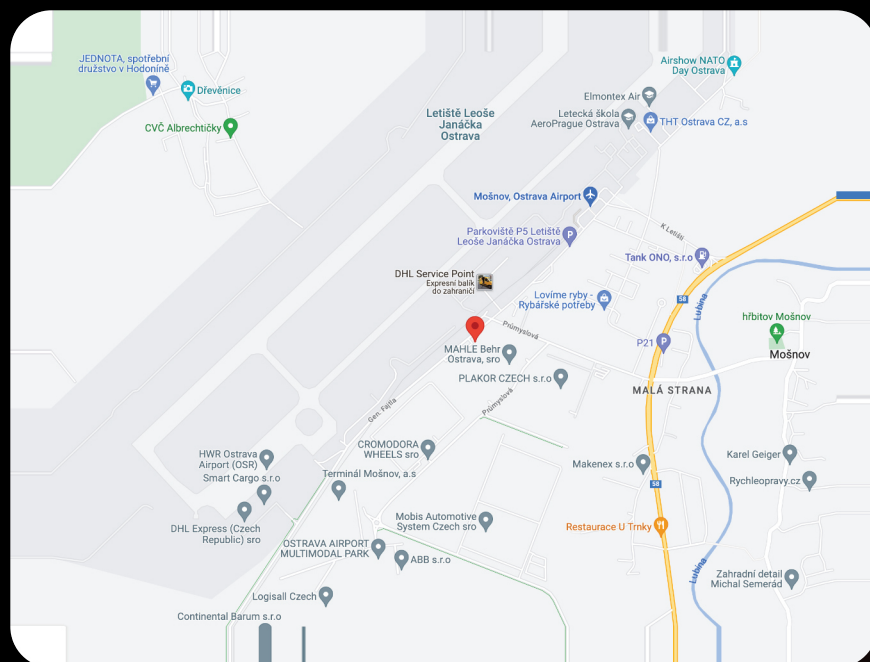 JEDNOTA, spotřební
družstvo v Hodoníně
Dřevěnice
CVČ Albrechtičky
Letiště Leoše
Janáčka
Ostrava
Airshow NATO
Day Ostrava
Elmontex Air
Letecká škola
AeroPrague Ostrava
THT Ostrava CZ, a.s
Mošnov, Ostrava Airport
Parkoviště P5 Letiště
Leoše Janáčka Ostrava
K Letišti
Tank ONO, s.r.o
DHL Service Point
Expresní balík
do zahraničí
Lovíme ryby -
Rybářské potřeby
58
Lubina
hřbitov Mošnov
Mošnov
Průmyslová
P21
MAHLE Behr
Ostrava, sro
PLAKOR CZECH s.r.o
MALÁ STRANA
Gen. Fajtla
Průmyslová
CROMODORA
WHEELS sro
HWR Ostrava
Airport (OSR)
Smart Cargo s.r.o
Terminál Mošnov, a.s
Makenex s.r.o
Karel Geiger
Rychleopravy.cz
58
DHL Express (Czech
Republic) sro
Mobis Automotive
System Czech sro
Restaurace U Trnky
OSTRAVA AIRPORT
MULTIMODAL PARK
ABB s.r.o
Lubina
Zahradní detail
Michal Semerád
Logisall Czech
Continental Barum s.r.o